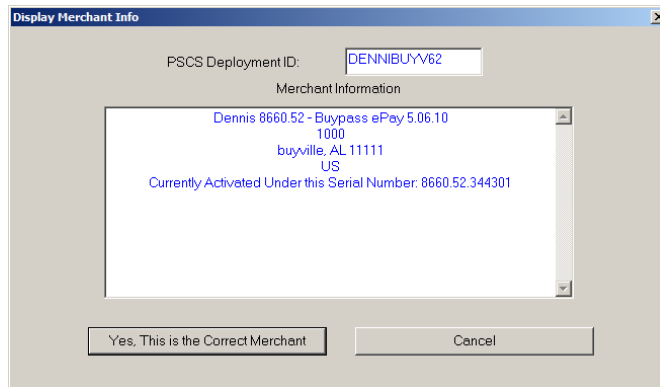 Display Merchant Info
PSCS Deployment ID: DENNIBUYV62
Merchant Information
Dennis 8660.52 - Buypass ePay 5.06.10
1000
buyville, AL 11111
US
Currently Activated Under this Serial Number: 8660.52.344301
Yes, This is the Correct Merchant Cancel